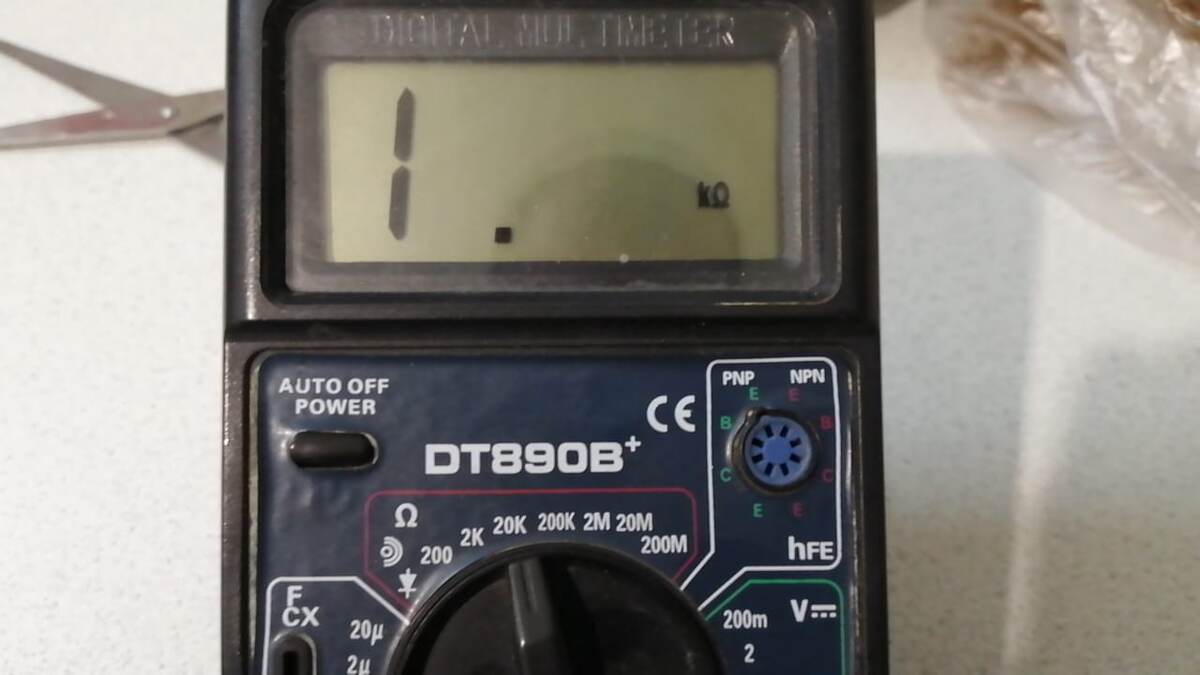 DIGITAL MULTIMETER
1 .
kΩ
AUTO OFF
POWER
CE
DT890B+
PNP NPN
E E
B B
C C
E E
hFE
Ω
200 2K 20K 200K 2M 20M 200M
F
CX
20µ
2µ
200m
V
2